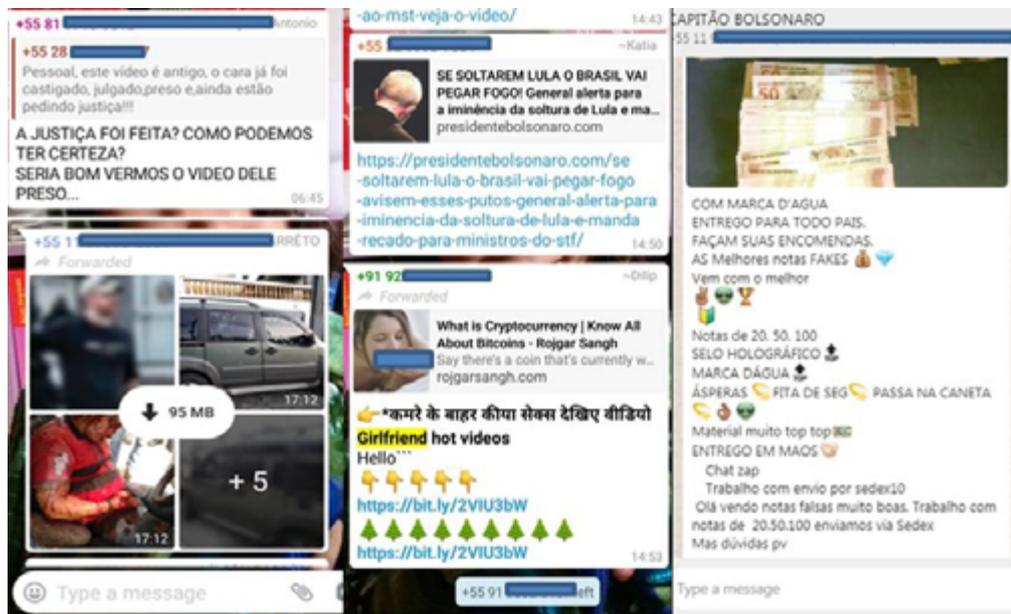 +55 81
Antonio
+55 28
Pessoal, este vídeo é antigo, o cara já foi
castigado, julgado,preso e,ainda estão
pedindo justiça!!!
A JUSTIÇA FOI FEITA? COMO PODEMOS
TER CERTEZA?
SERIA BOM VERMOS O VIDEO DELE
PRESO...
06:45
+55 11
ARRÊTO
Forwarded
17:12
95 MB
17:12
+ 5
Type a message
-ao-mst-veja-o-video/
14:43
+55
~Katia
SE SOLTAREM LULA O BRASIL VAI
PEGAR FOGO! General alerta para
a iminência da soltura de Lula e ma...
presidentebolsonaro.com
https://presidentebolsonaro.com/se
-soltarem-lula-o-brasil-vai-pegar-fogo
-avisem-esses-putos-general-alerta-para
-iminencia-da-soltura-de-lula-e-manda
-recado-para-ministros-do-stf/
14:50
+91 92
~Dilip
Forwarded
What is Cryptocurrency | Know All
About Bitcoins - Rojgar Sangh
Say there's a coin that's currently w...
rojgarsangh.com
👉*कमरे के बाहर कीया सेक्स देखिए वीडियो
Girlfriend hot videos
Hello```
👇👇👇👇👇
https://bit.ly/2VIU3bW
🌲🌲🌲🌲🌲🌲🌲🌲🌲
https://bit.ly/2VIU3bW
14:53
+55 91
left
CAPITÃO BOLSONARO
55 11
COM MARCA D'AGUA
ENTREGO PARA TODO PAIS.
FAÇAM SUAS ENCOMENDAS.
AS Melhores notas FAKES 💰💎
Vem com o melhor
Notas de 20. 50. 100
SELO HOLOGRÁFICO
MARCA DÁGUA
ÁSPERAS FITA DE SEG PASSA NA CANETA
Material muito top top
ENTREGO EM MAOS
Chat zap
Trabalho com envio por sedex10
Olá vendo notas falsas muito boas. Trabalho com
notas de 20.50.100 enviamos via Sedex
Mas dúvidas pv
Type a message